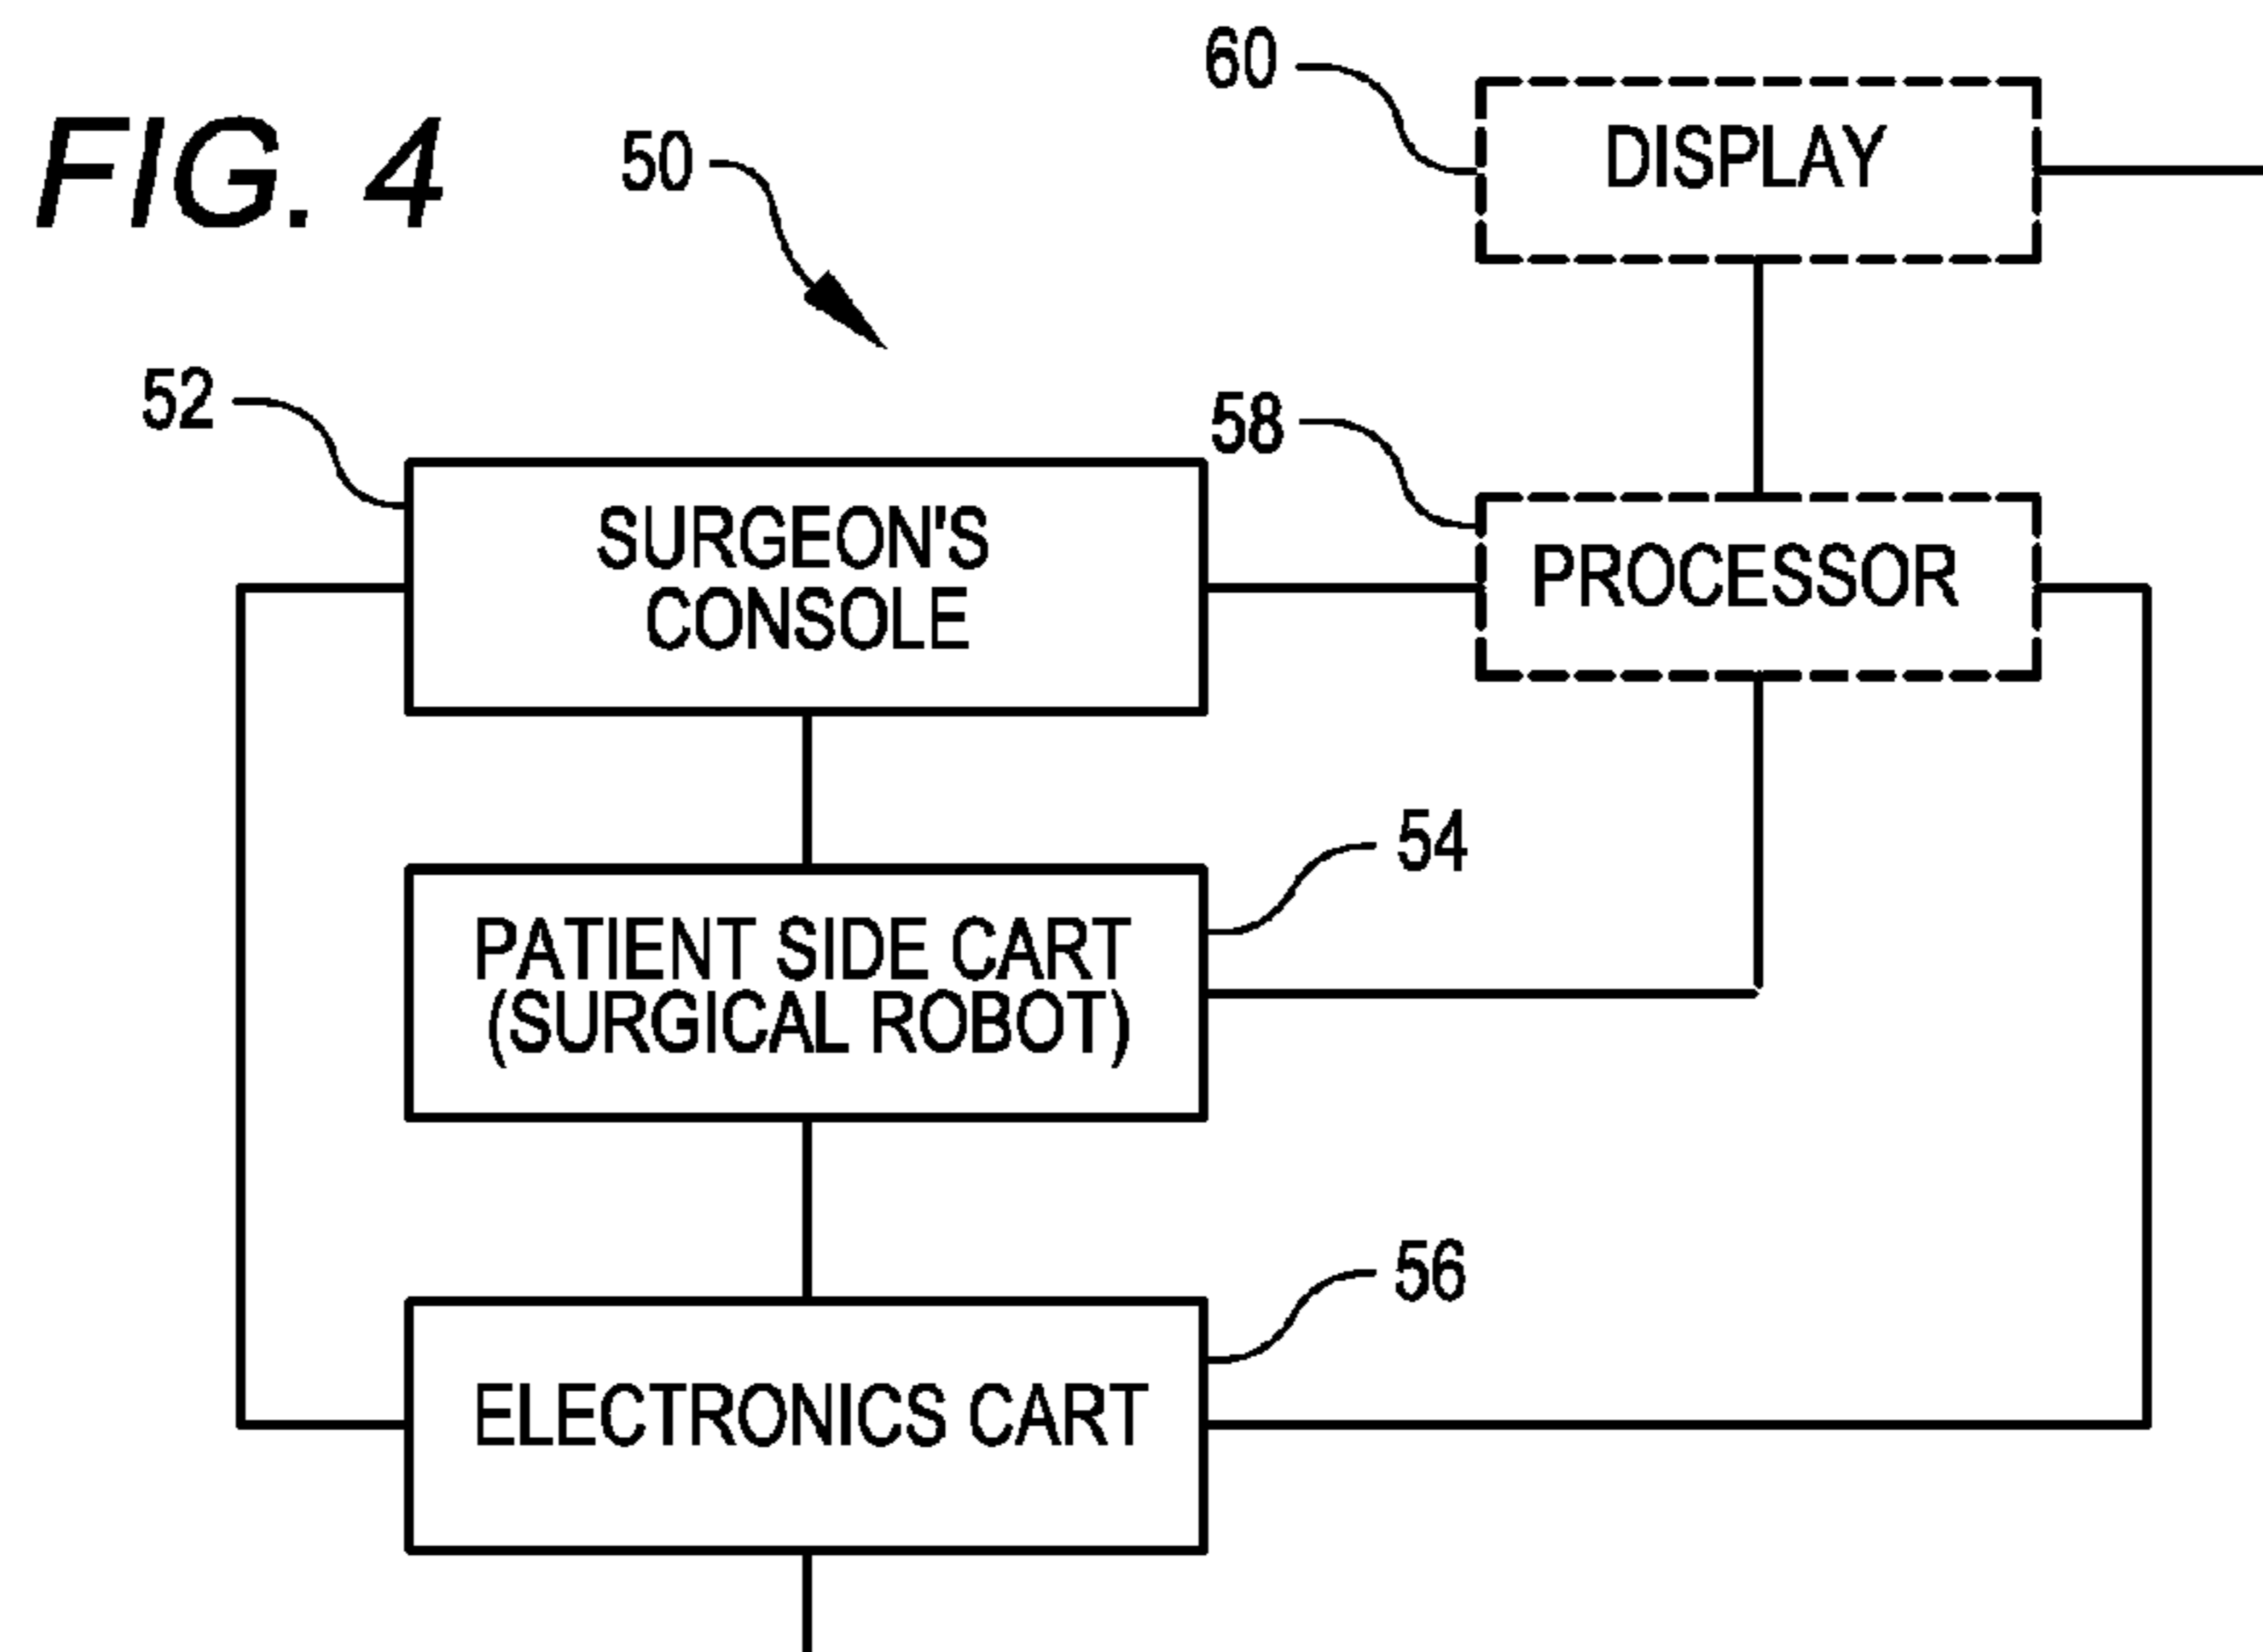 FIG. 4
50
60
DISPLAY
52
SURGEON'S
CONSOLE
58
PROCESSOR
54
PATIENT SIDE CART
(SURGICAL ROBOT)
56
ELECTRONICS CART